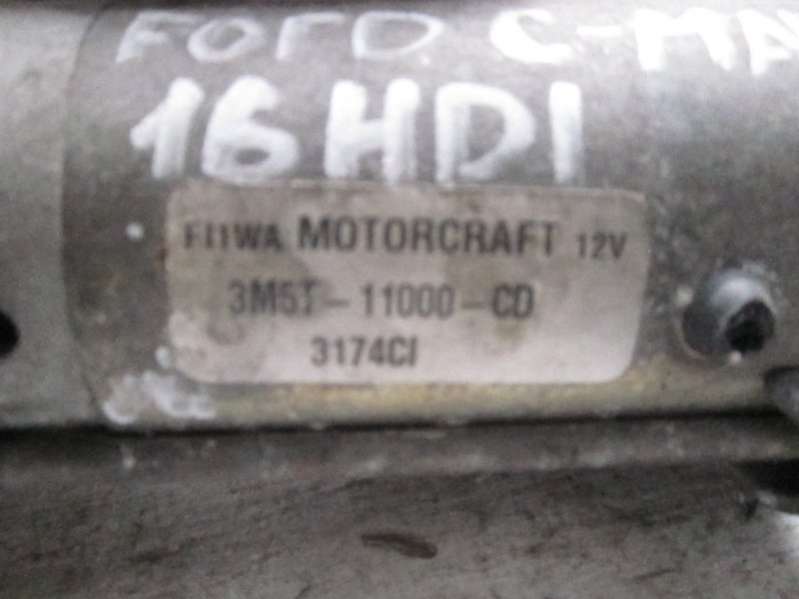 FORD C-MA
16HDI
FI1WA MOTORCRAFT 12V
3M5T-11000-CD
3174CI